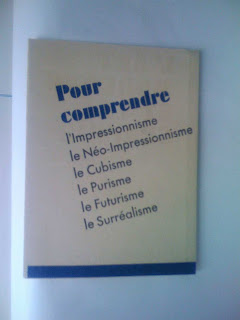 Pour
comprendre
l'Impressionnisme
le Néo-Impressionnisme
le Cubisme
le Purisme
le Futurisme
le Surréalisme